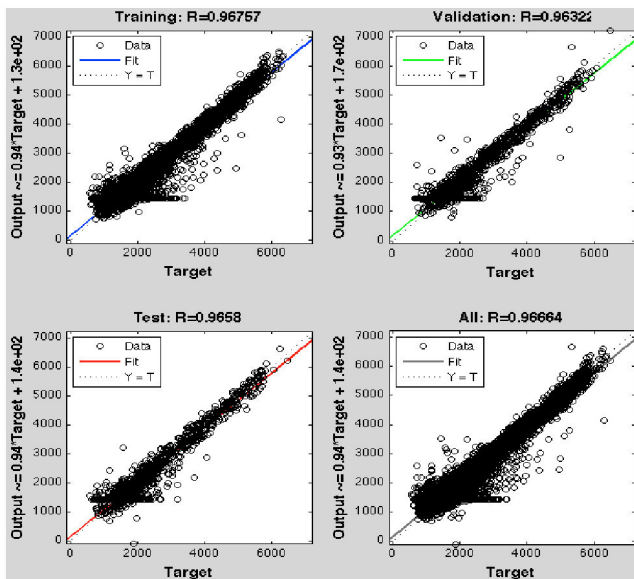 Training: R=0.96757
Output ~= 0.94*Target + 1.3e+02
7000
6000
5000
4000
3000
2000
1000
0
Data
Fit
Y = T
0 2000 4000 6000
Target
Validation: R=0.96322
Output ~= 0.93*Target + 1.7e+02
7000
6000
5000
4000
3000
2000
1000
0
Data
Fit
Y = T
0 2000 4000 6000
Target
Test: R=0.9658
Output ~= 0.94*Target + 1.4e+02
7000
6000
5000
4000
3000
2000
1000
0
Data
Fit
Y = T
0 2000 4000 6000
Target
All: R=0.96664
Output ~= 0.94*Target + 1.4e+02
7000
6000
5000
4000
3000
2000
1000
0
Data
Fit
Y = T
0 2000 4000 6000
Target